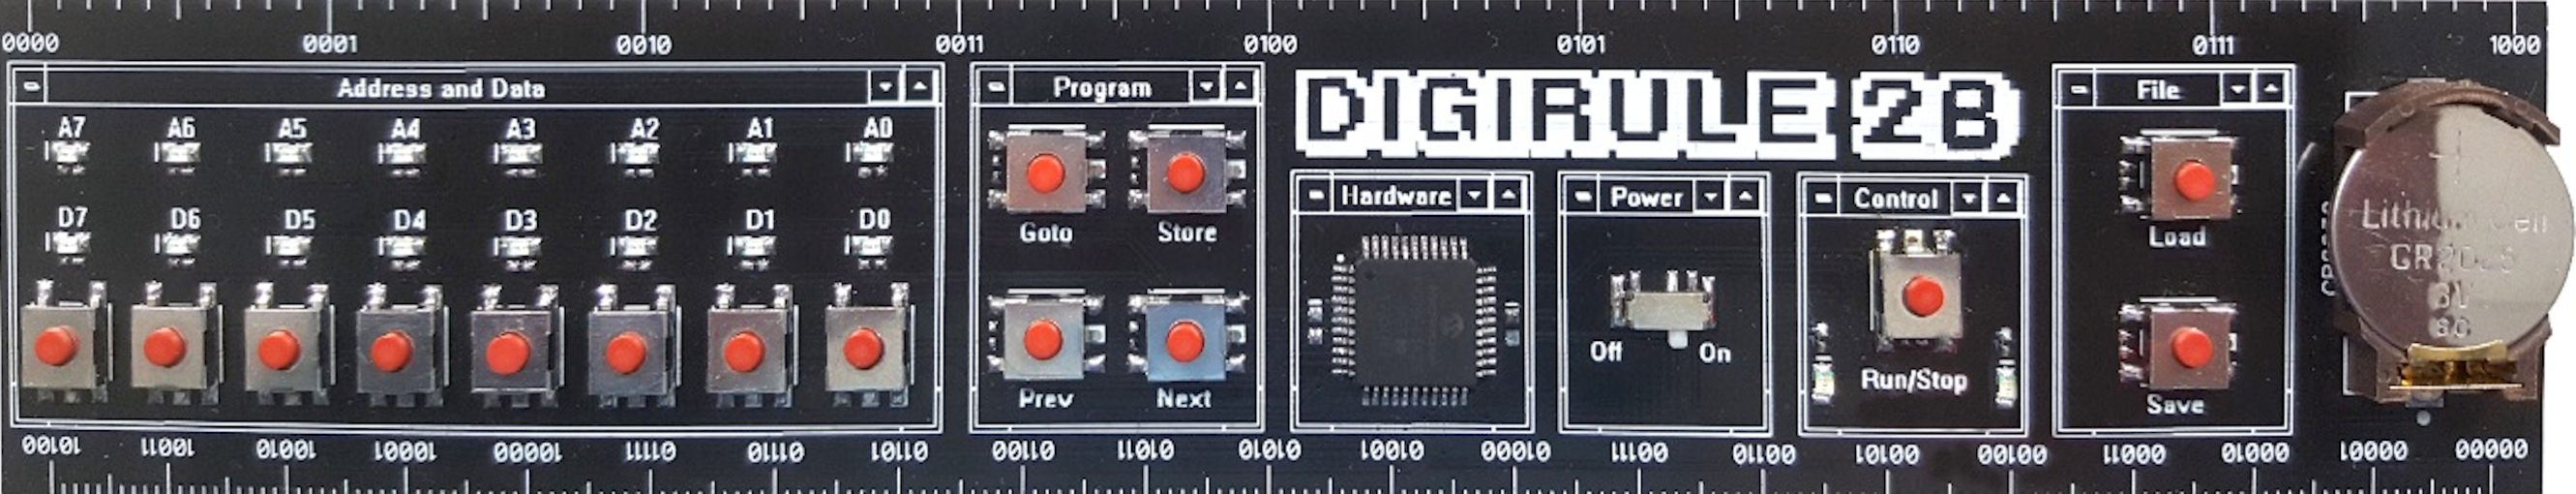 0000 0001 0010 0011 0100 0101 0110 0111 1000
Address and Data
A7 A6 A5 A4 A3 A2 A1 A0
D7 D6 D5 D4 D3 D2 D1 D0
Program
Goto Store
Prev Next
DIGIRULE 2B
Hardware
Power
Off On
Control
Run/Stop
File
Load
Save
Lithium Cell
3V
10100 10011 10010 10001 10000 01111 01110 01101 01100 01011 01010 01001 01000 00111 00110 00101 00100 00011 00010 00001 00000